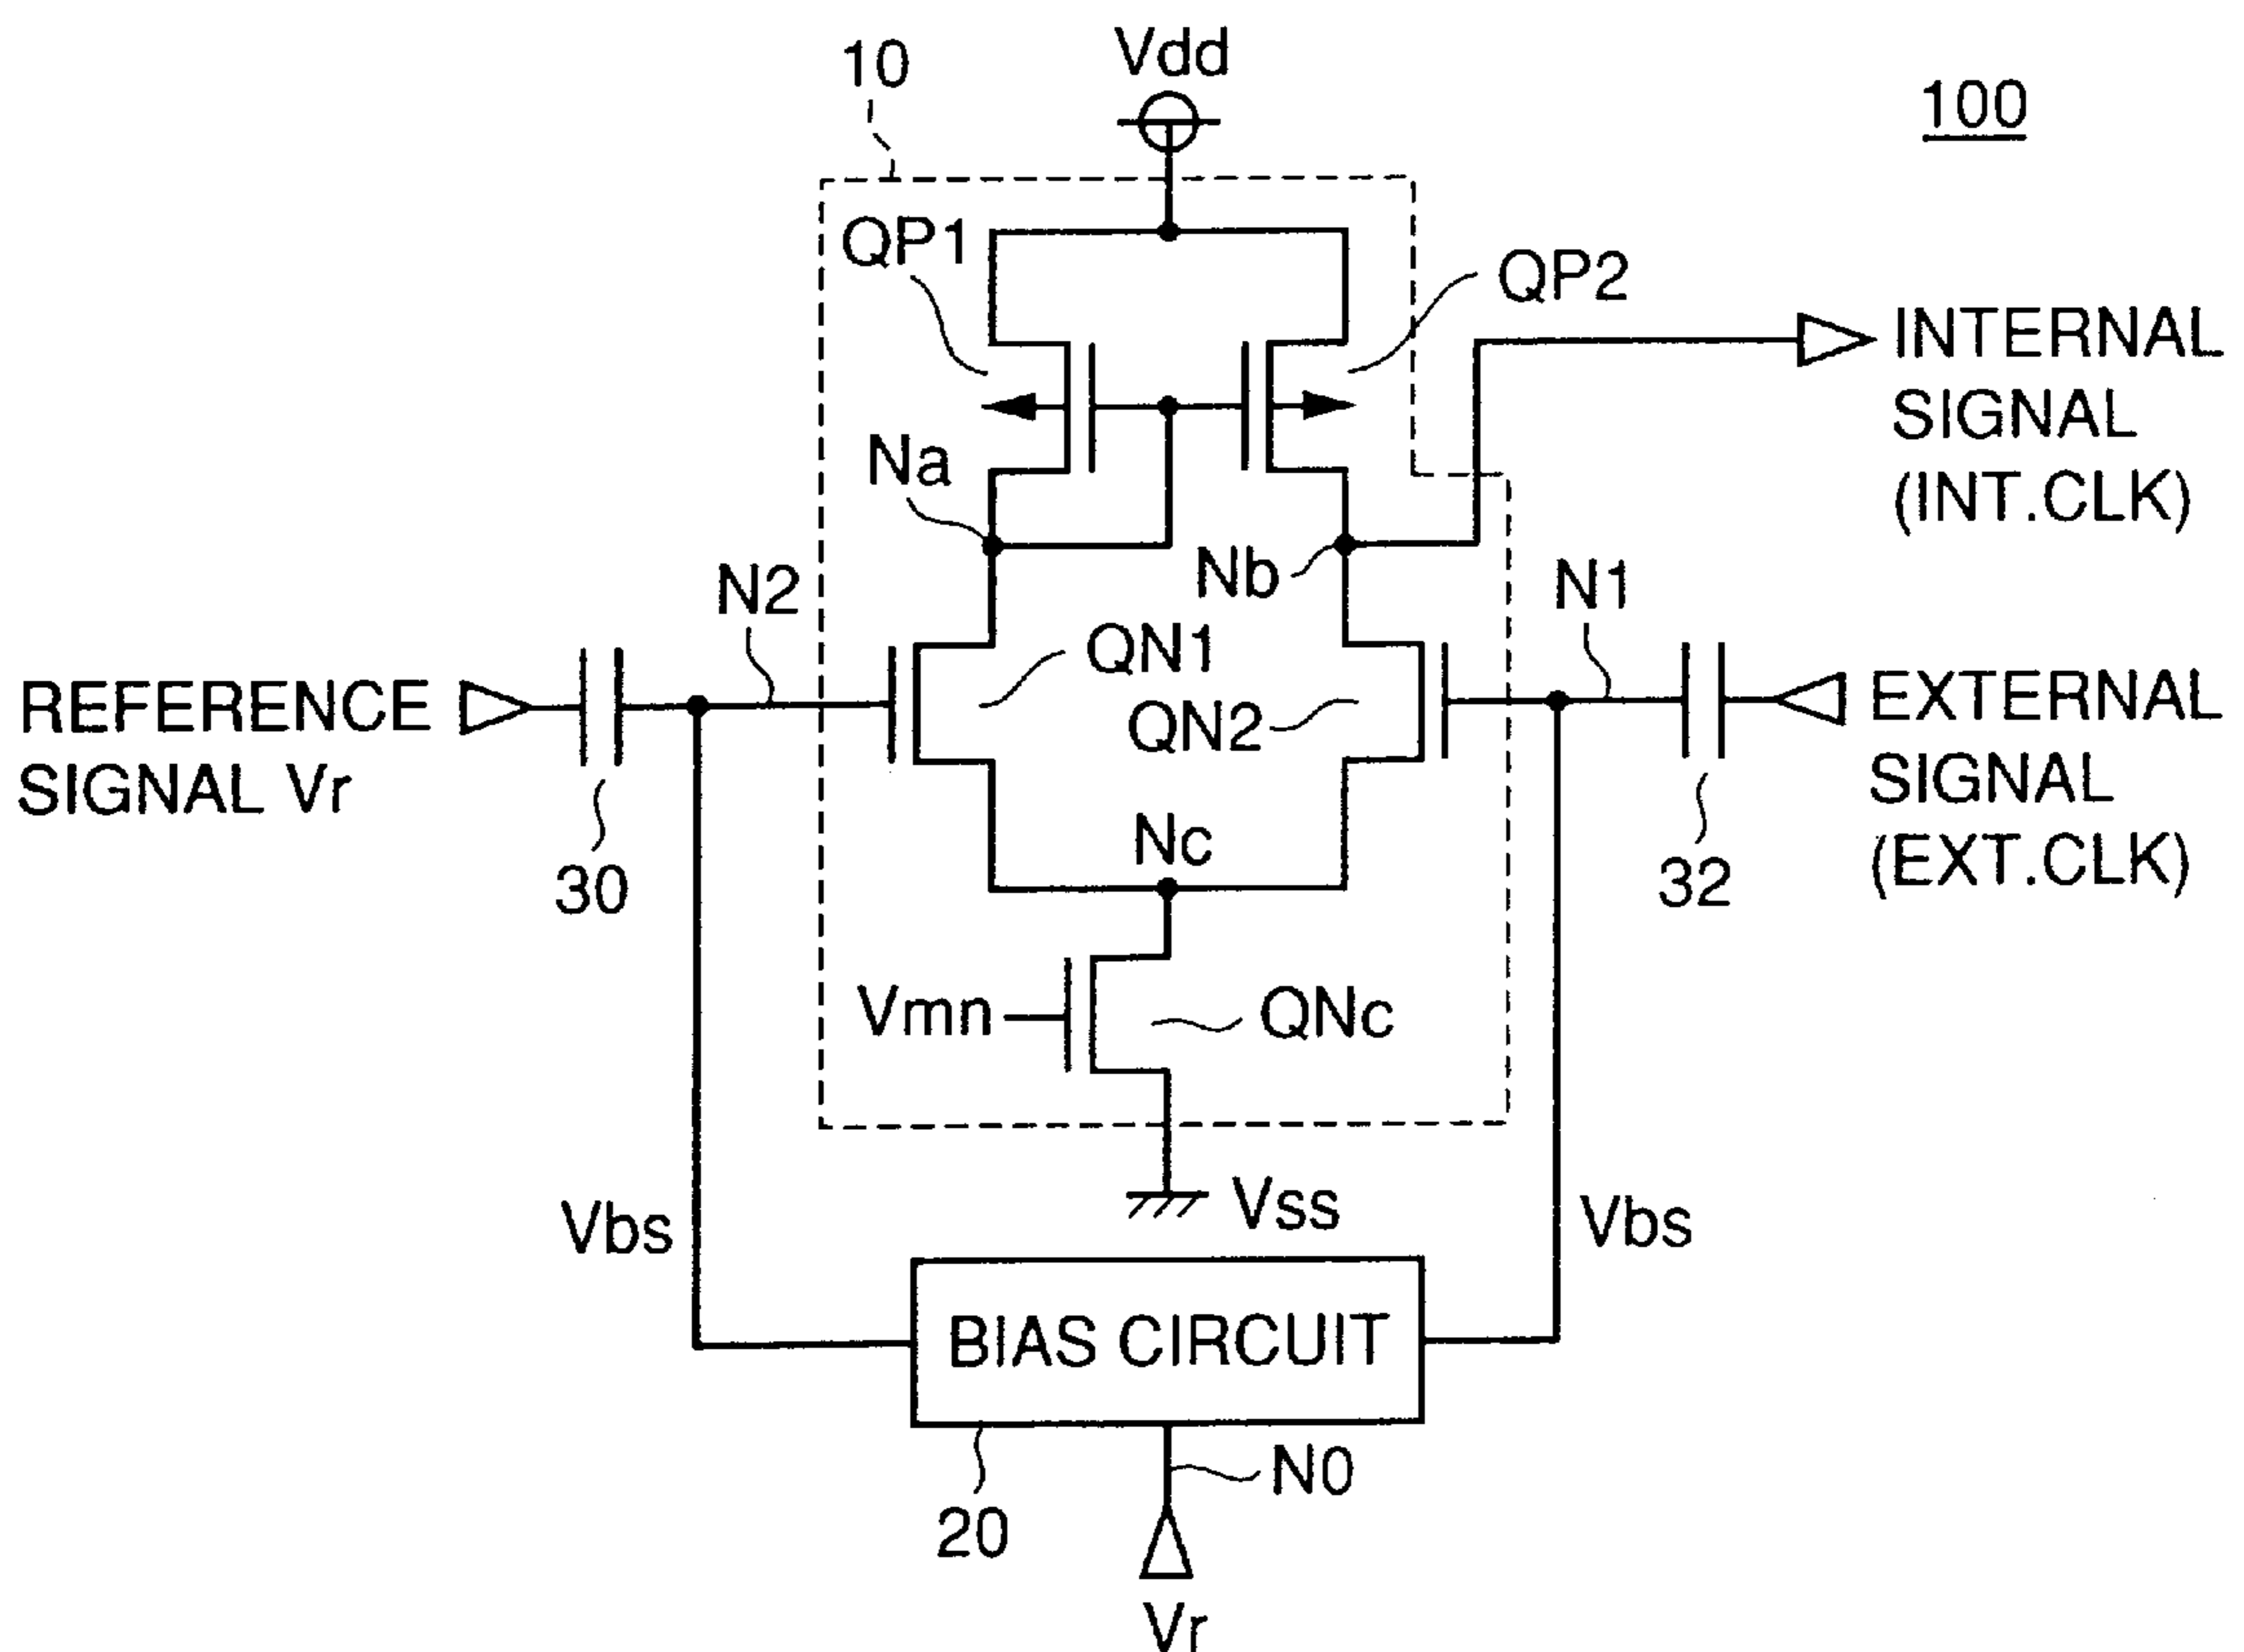 10
Vdd
100
QP1
QP2
INTERNAL
SIGNAL
(INT.CLK)
Na
Nb
N2
N1
QN1
QN2
REFERENCE
SIGNAL Vr
EXTERNAL
SIGNAL
(EXT.CLK)
30
Nc
32
Vmn
QNc
Vbs
Vss
Vbs
BIAS CIRCUIT
N0
20
Vr